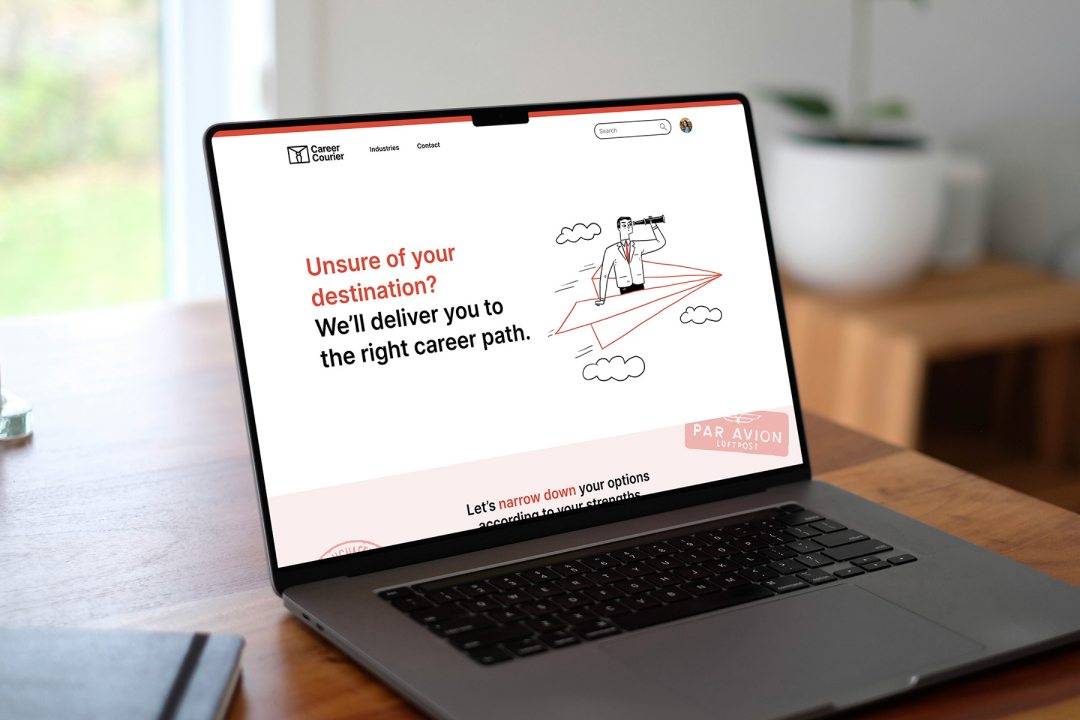 Career
Courier
Industries
Contact
Search
Unsure of your
destination?
We'll deliver you to
the right career path.
PAR AVION
LUFTPOST
Let's narrow down your options
according to your strengths